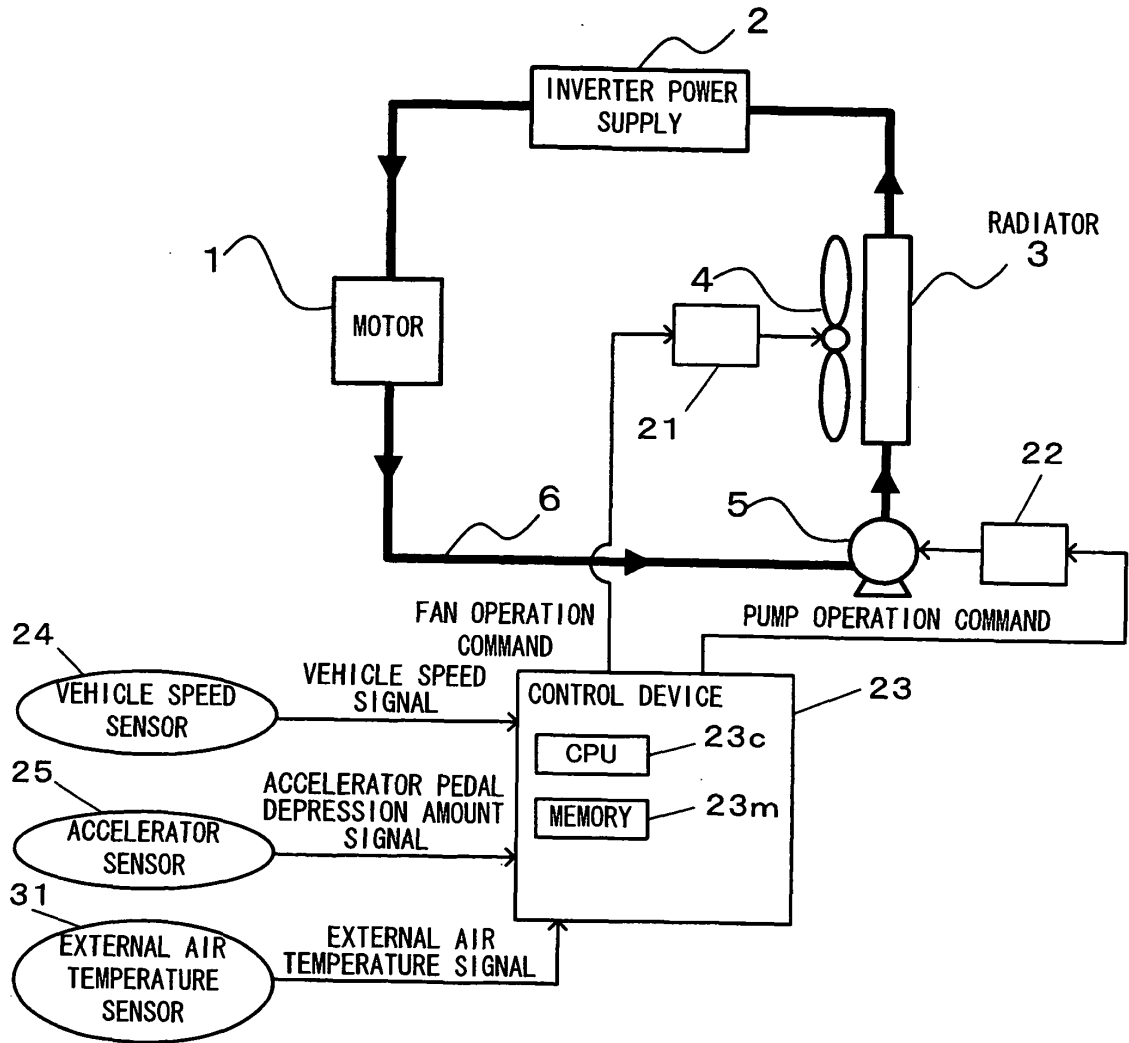 2
INVERTER POWER
SUPPLY
RADIATOR
3
1
4
MOTOR
21
22
5
6
FAN OPERATION
COMMAND
PUMP OPERATION COMMAND
24
VEHICLE SPEED
SENSOR
VEHICLE SPEED
SIGNAL
CONTROL DEVICE
23
CPU
23c
25
ACCELERATOR PEDAL
DEPRESSION AMOUNT
SIGNAL
MEMORY
23m
ACCELERATOR
SENSOR
31
EXTERNAL AIR
TEMPERATURE
SENSOR
EXTERNAL AIR
TEMPERATURE SIGNAL